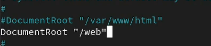 #
#DocumentRoot "/var/www/html"
DocumentRoot "/web"